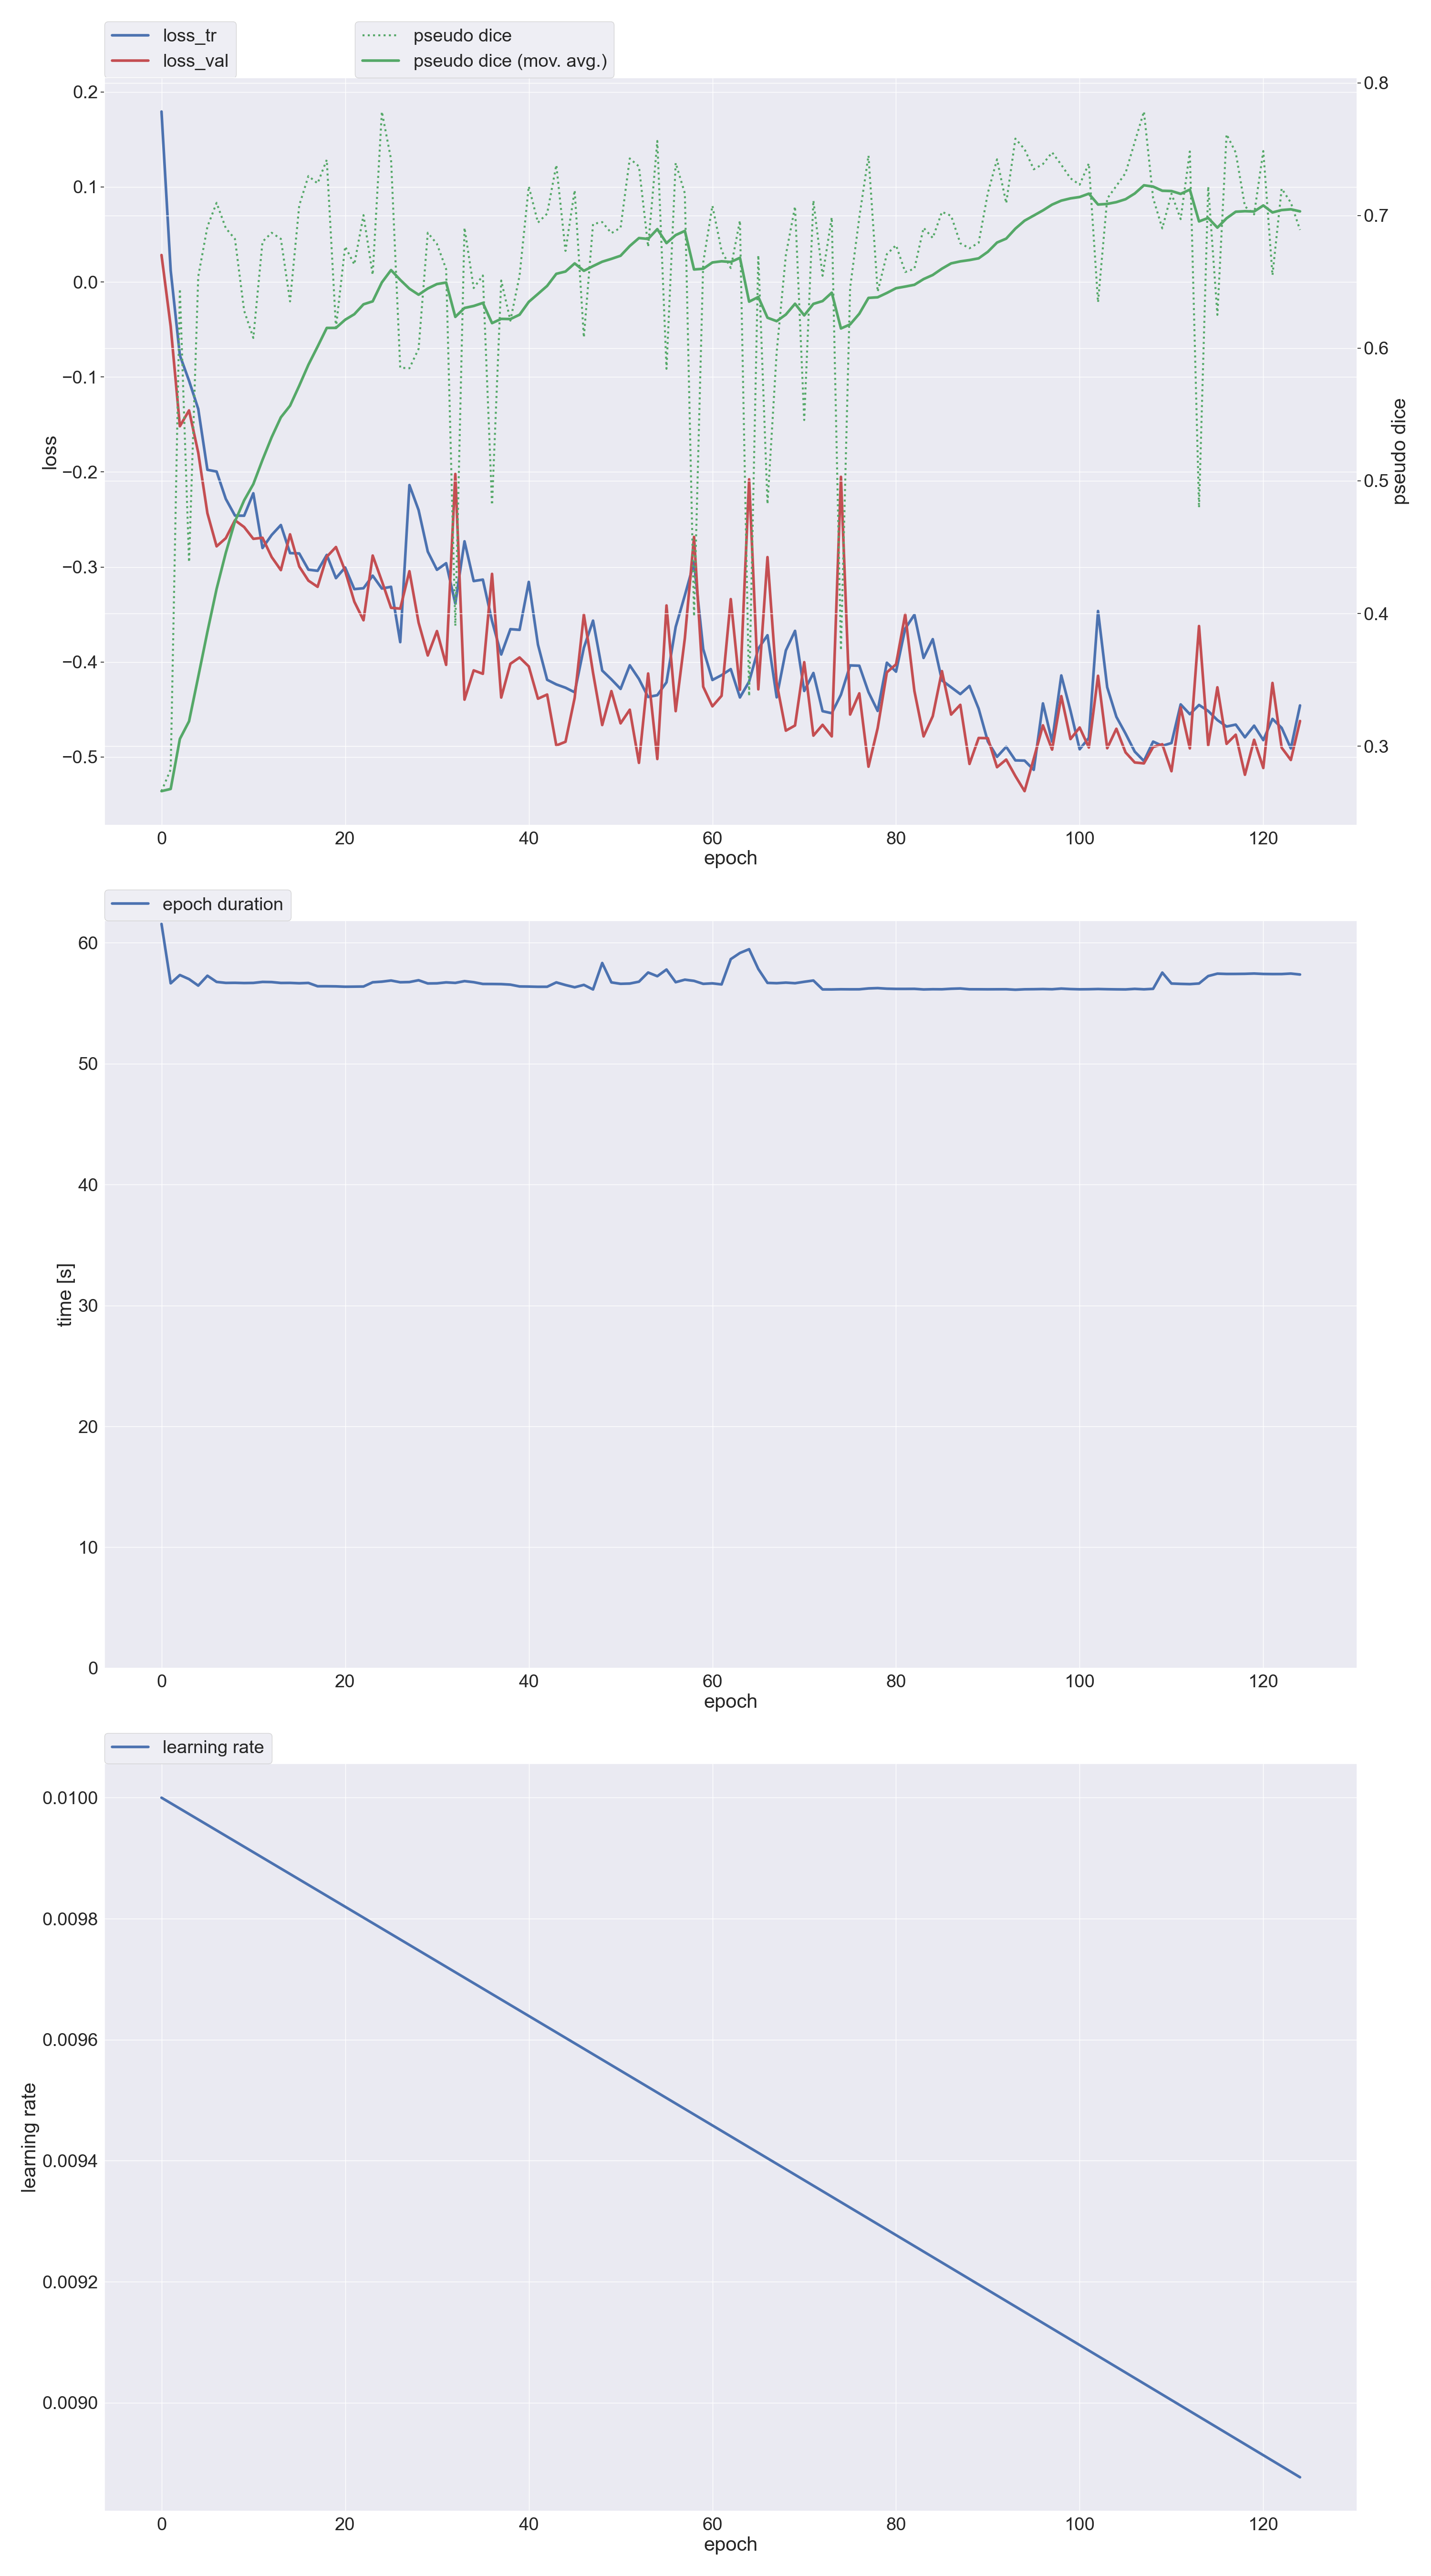 loss_tr
loss_val
pseudo dice
pseudo dice (mov. avg.)
0.2
0.1
0.0
−0.1
−0.2
−0.3
−0.4
−0.5
loss
0.8
0.7
0.6
0.5
0.4
0.3
pseudo dice
0 20 40 60 80 100 120
epoch
epoch duration
60
50
40
30
20
10
0
time [s]
0 20 40 60 80 100 120
epoch
learning rate
0.0100
0.0098
0.0096
0.0094
0.0092
0.0090
learning rate
0 20 40 60 80 100 120
epoch